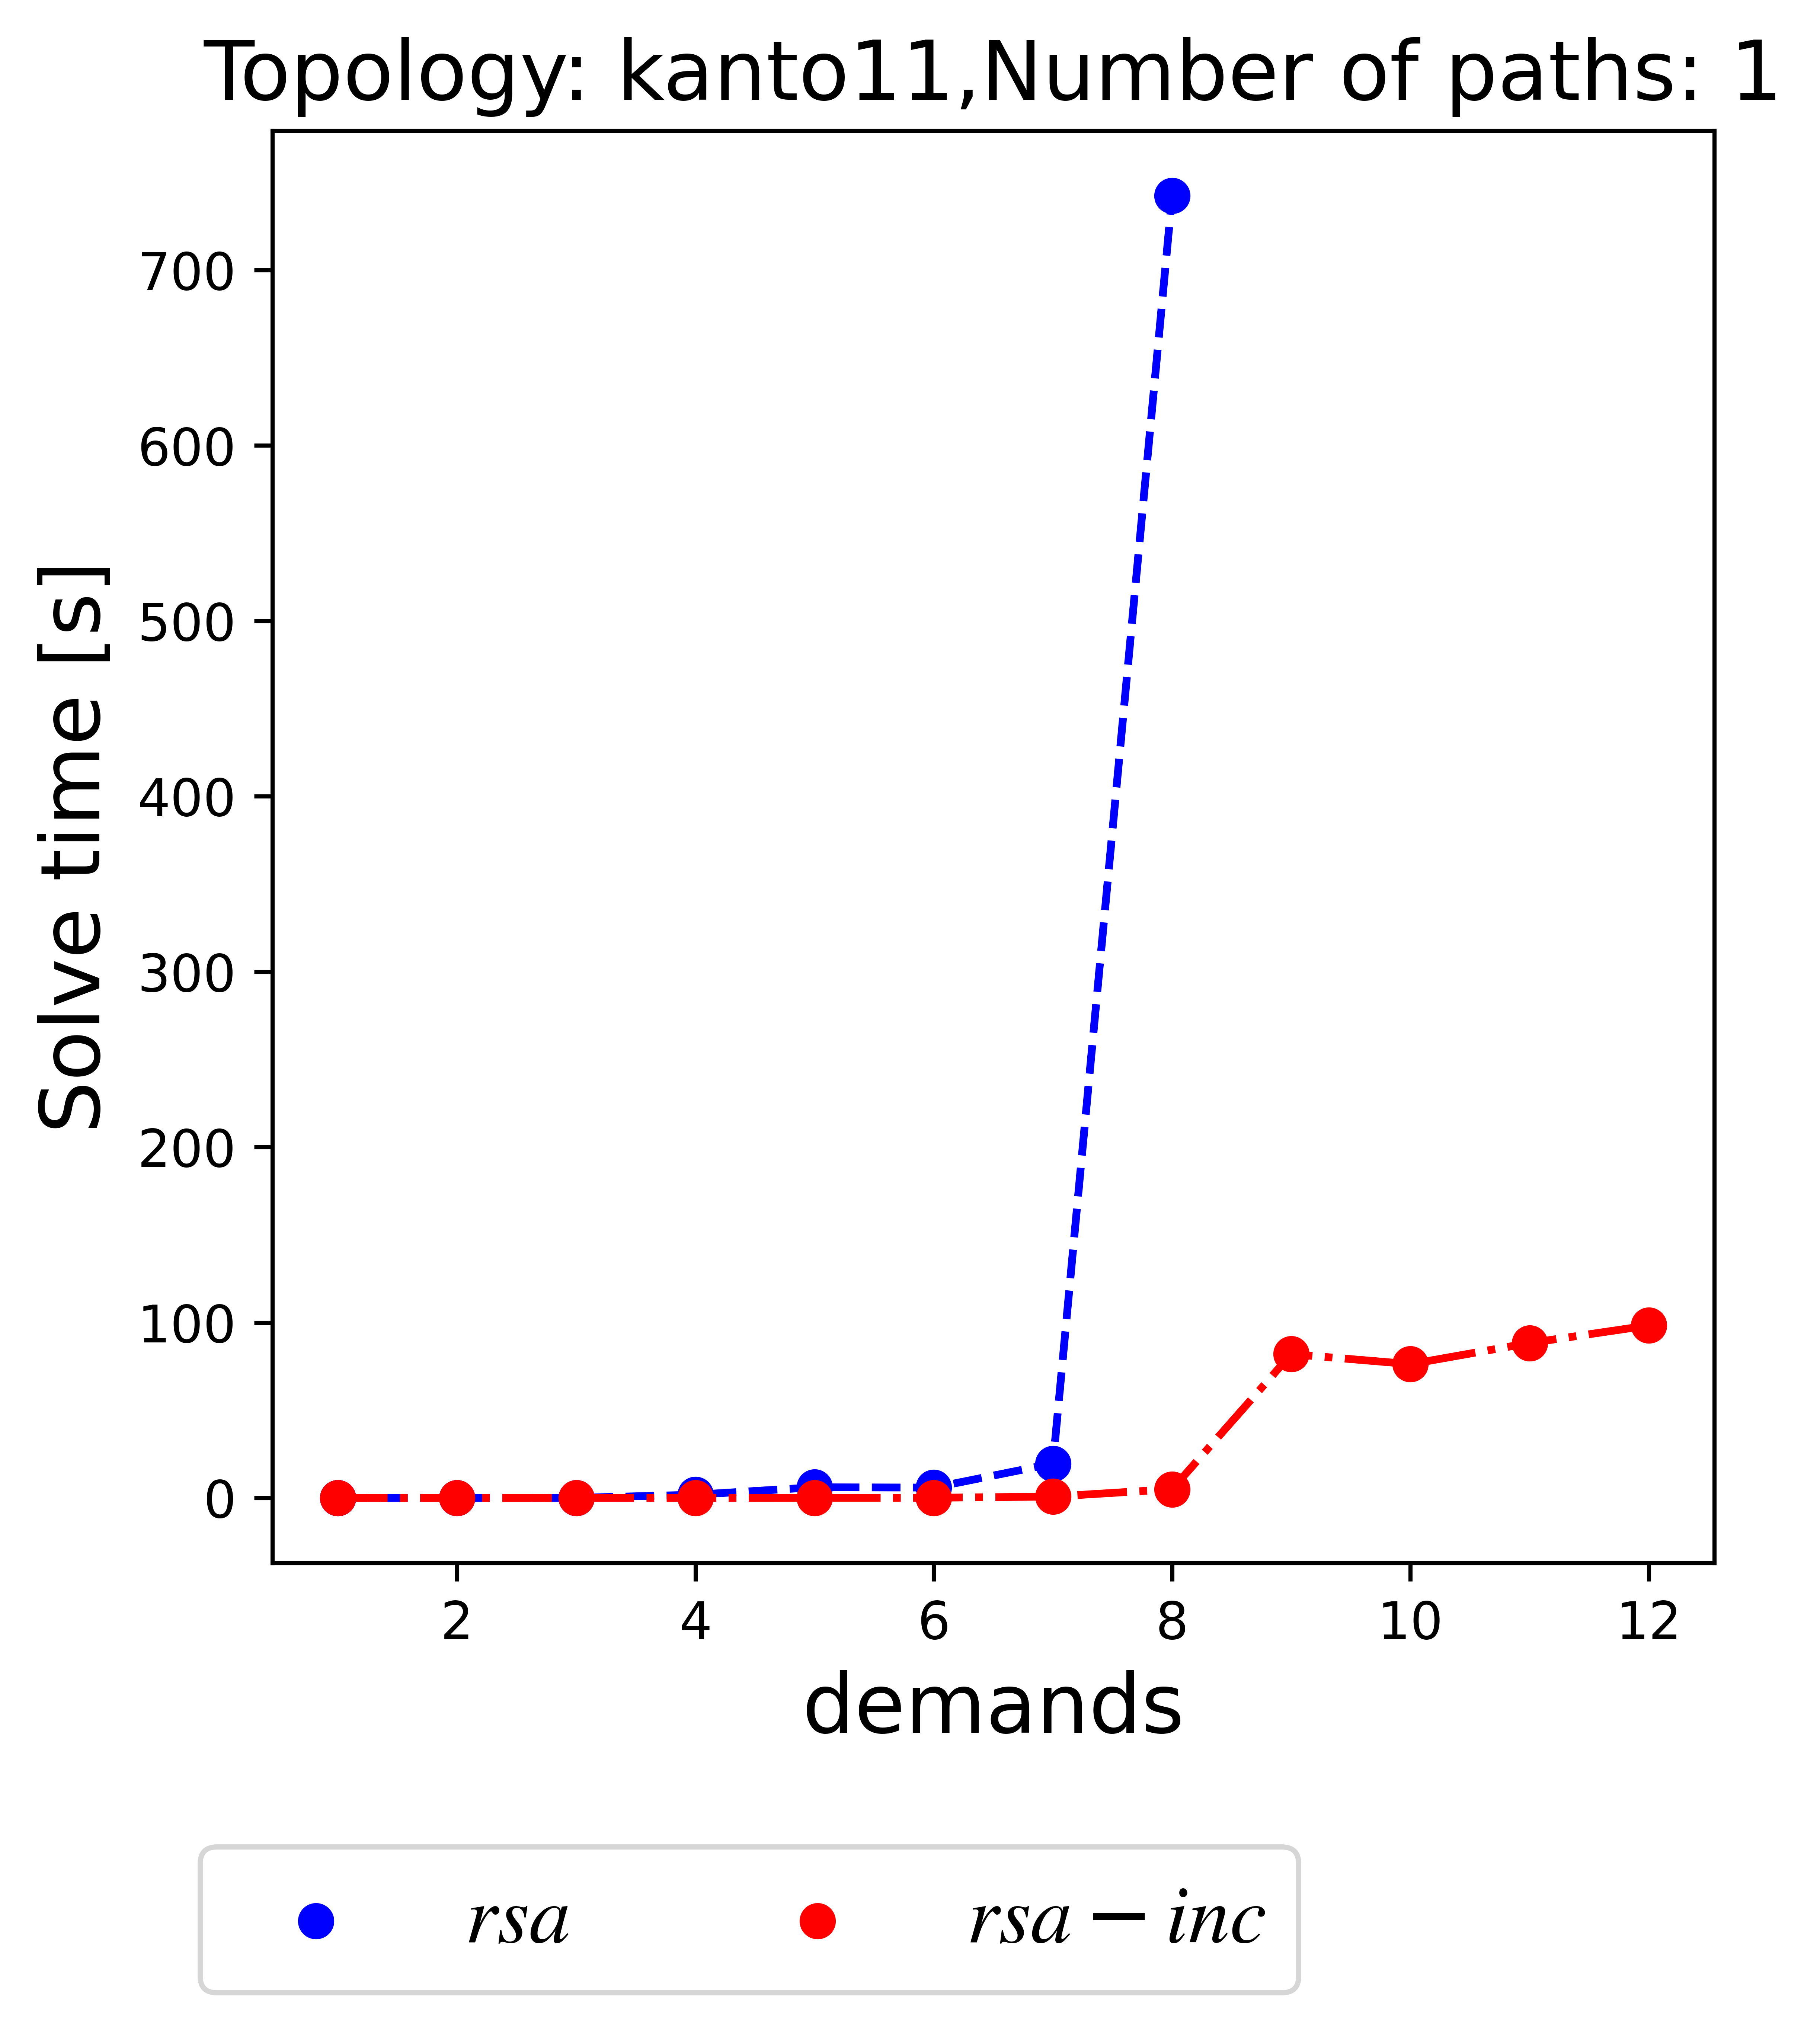 Topology: kanto11,Number of paths: 1
Solve time [s]
700
600
500
400
300
200
100
0
2 4 6 8 10 12
demands
rsa rsa − inc